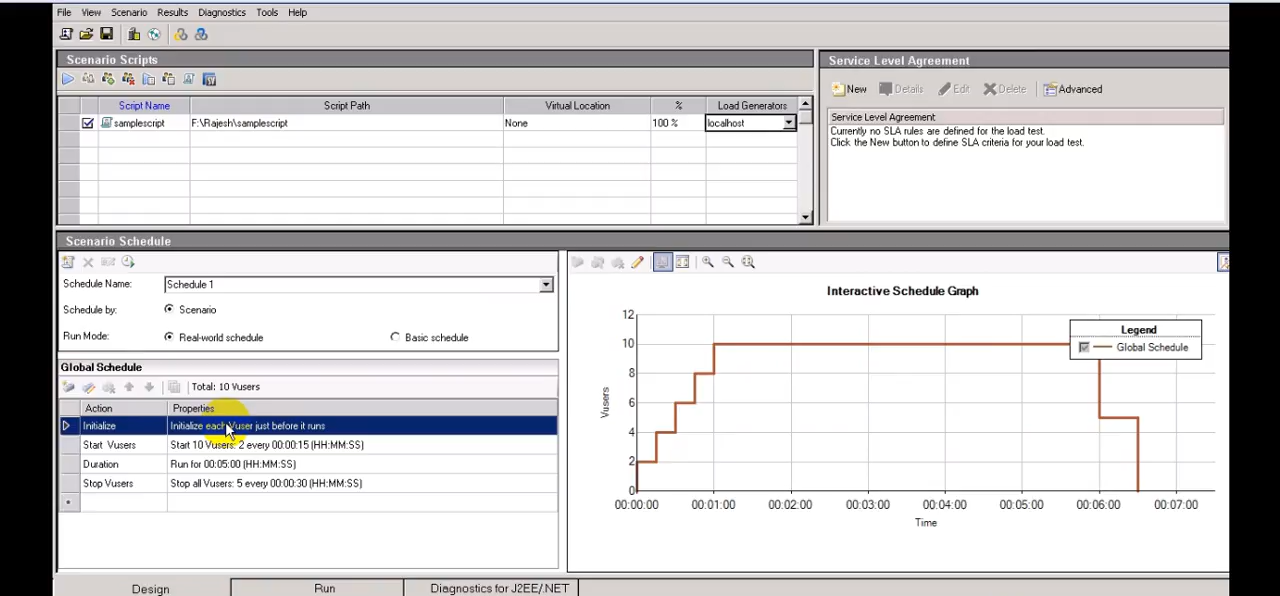 File View Scenario Results Diagnostics Tools Help
Scenario Scripts
Script Name Script Path Virtual Location % Load Generators
samplescript F:\Rajesh\samplescript None 100 % localhost
Service Level Agreement
New Details Edit Delete Advanced
Service Level Agreement
Currently no SLA rules are defined for the load test.
Click the New button to define SLA criteria for your load test.
Scenario Schedule
Schedule Name: Schedule 1
Schedule by: Scenario
Run Mode: Real-world schedule Basic schedule
Global Schedule
Total: 10 Vusers
Action Properties
Initialize Initialize each Vuser just before it runs
Start Vusers Start 10 Vusers: 2 every 00:00:15 (HH:MM:SS)
Duration Run for 00:05:00 (HH:MM:SS)
Stop Vusers Stop all Vusers: 5 every 00:00:30 (HH:MM:SS)
Interactive Schedule Graph
Legend
Global Schedule
Vusers
12
10
8
6
4
2
0
00:00:00 00:01:00 00:02:00 00:03:00 00:04:00 00:05:00 00:06:00 00:07:00
Time
Design Run Diagnostics for J2EE/.NET